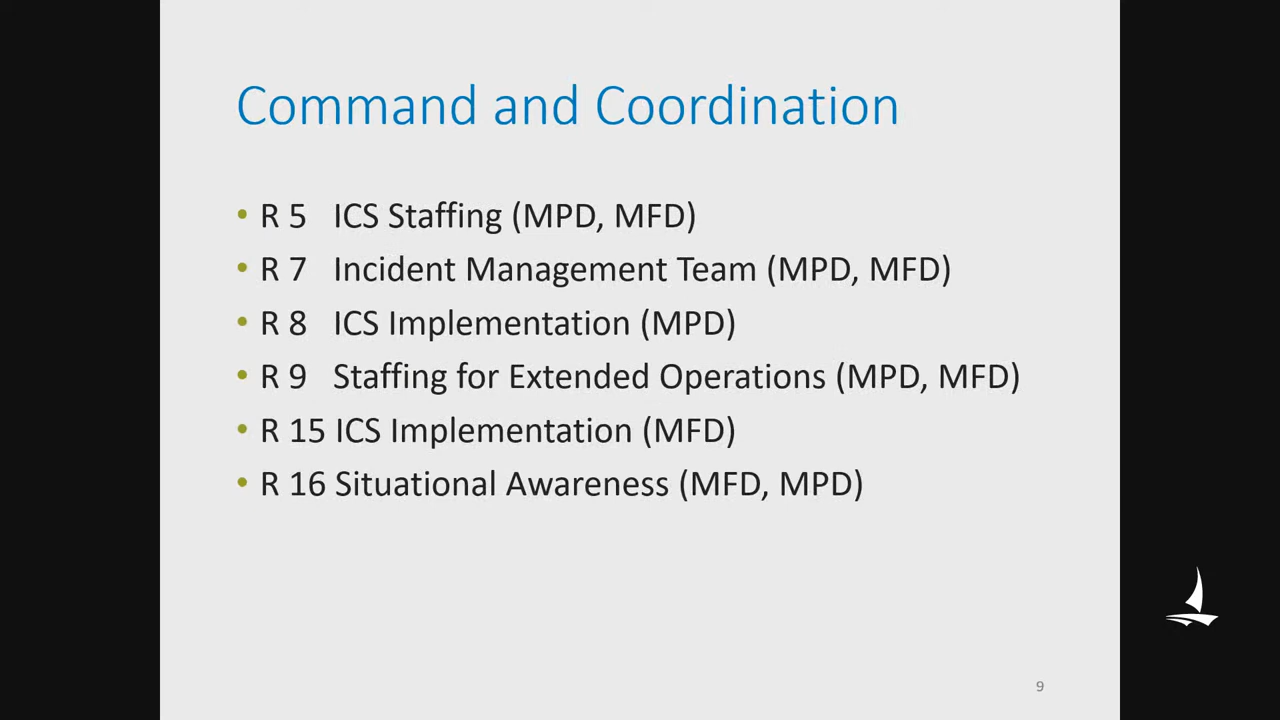 Command and Coordination
• R 5 ICS Staffing (MPD, MFD)
• R 7 Incident Management Team (MPD, MFD)
• R 8 ICS Implementation (MPD)
• R 9 Staffing for Extended Operations (MPD, MFD)
• R 15 ICS Implementation (MFD)
• R 16 Situational Awareness (MFD, MPD)
9